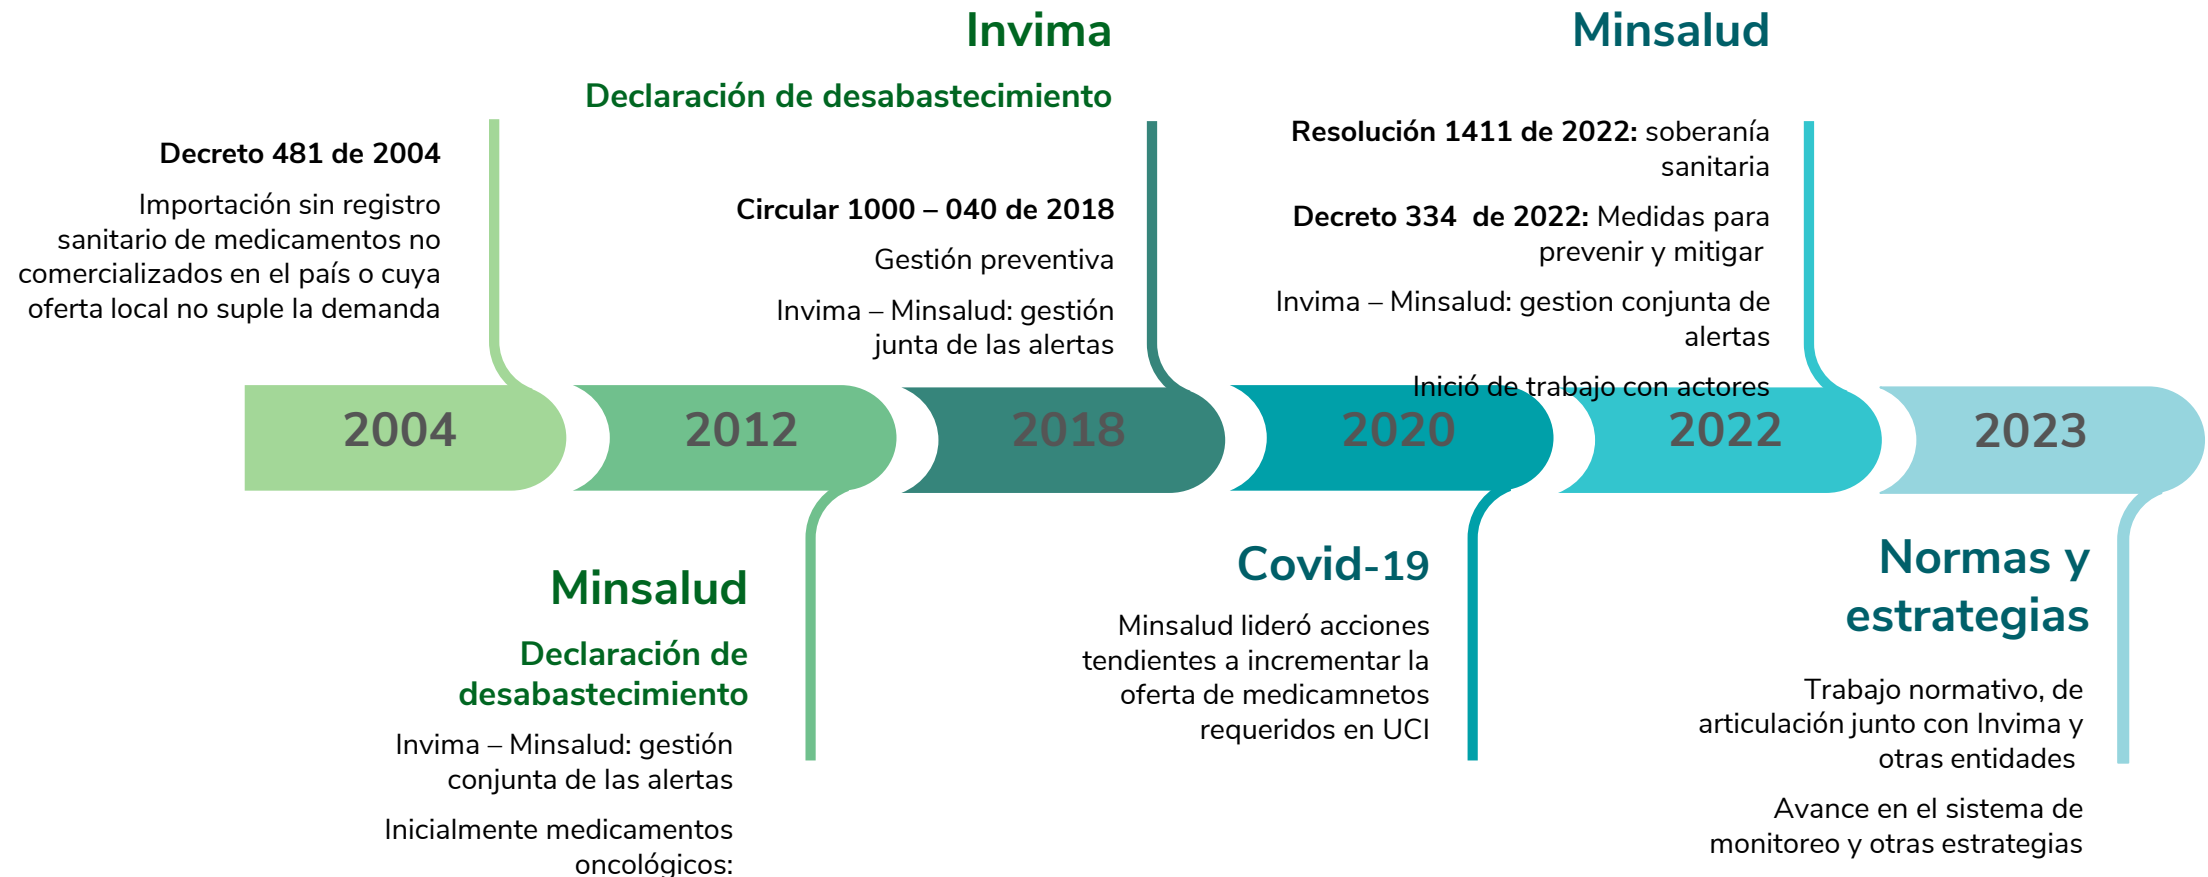 Decreto 481 de 2004
Importación sin registro
sanitario de medicamentos no
comercializados en el país o cuya
oferta local no suple la demanda
2004
2012
Minsalud
Declaración de
desabastecimiento
Invima – Minsalud: gestión
conjunta de las alertas
Inicialmente medicamentos
oncológicos:
Invima
Declaración de desabastecimiento
Circular 1000 – 040 de 2018
Gestión preventiva
Invima – Minsalud: gestión
junta de las alertas
2018
2020
Covid-19
Minsalud lideró acciones
tendientes a incrementar la
oferta de medicamnetos
requeridos en UCI
Minsalud
Resolución 1411 de 2022: soberanía
sanitaria
Decreto 334 de 2022: Medidas para
prevenir y mitigar
Invima – Minsalud: gestion conjunta de
alertas
Inició de trabajo con actores
2022
2023
Normas y
estrategias
Trabajo normativo, de
articulación junto con Invima y
otras entidades
Avance en el sistema de
monitoreo y otras estrategias